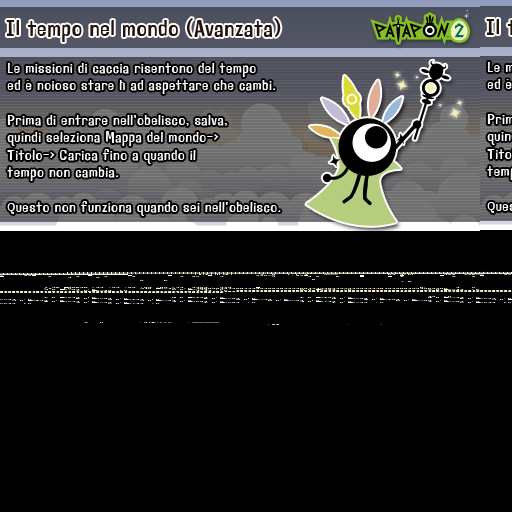 Il tempo nel mondo (Avanzata)
PATAPON 2
Le missioni di caccia risentono del tempo
ed è noioso stare lì ad aspettare che cambi.
Prima di entrare nell'obelisco, salva,
quindi seleziona Mappa del mondo->
Titolo-> Carica fino a quando il
tempo non cambia.
Questo non funziona quando sei nell'obelisco.